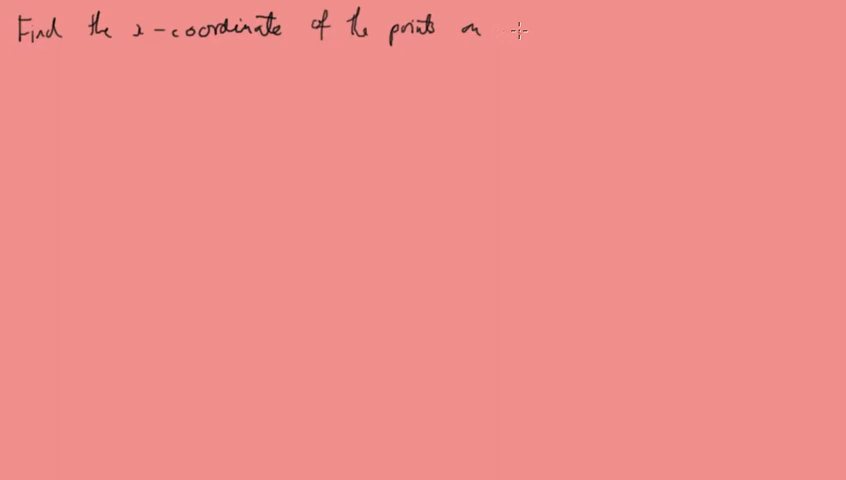 Find the x-coordinate of the points on